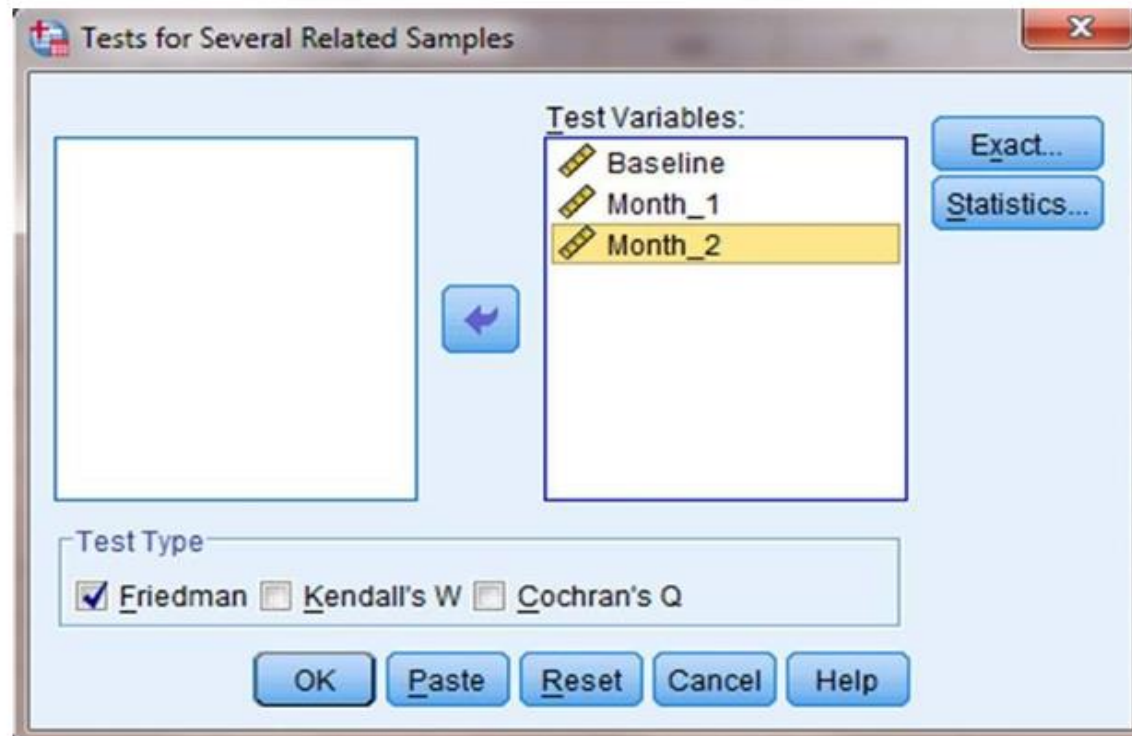 Tests for Several Related Samples
Test Variables:
Baseline
Month_1
Month_2
Exact...
Statistics...
Test Type
Friedman Kendall's W Cochran's Q
OK Paste Reset Cancel Help